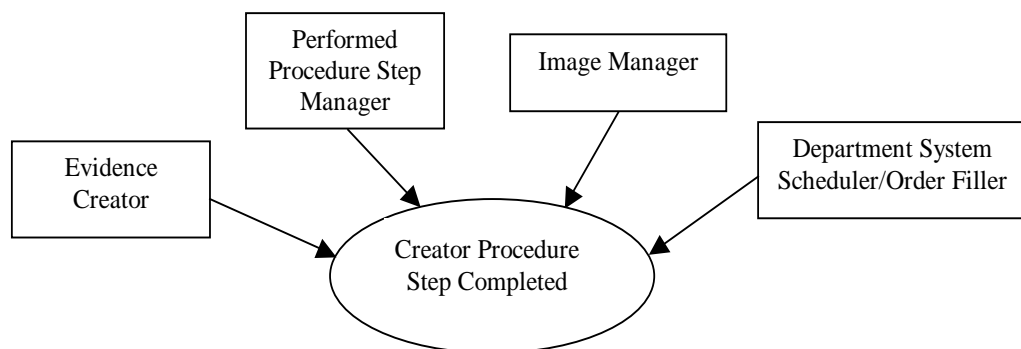 Performed
Procedure Step
Manager
Image Manager
Evidence
Creator
Department System
Scheduler/Order Filler
Creator Procedure
Step Completed